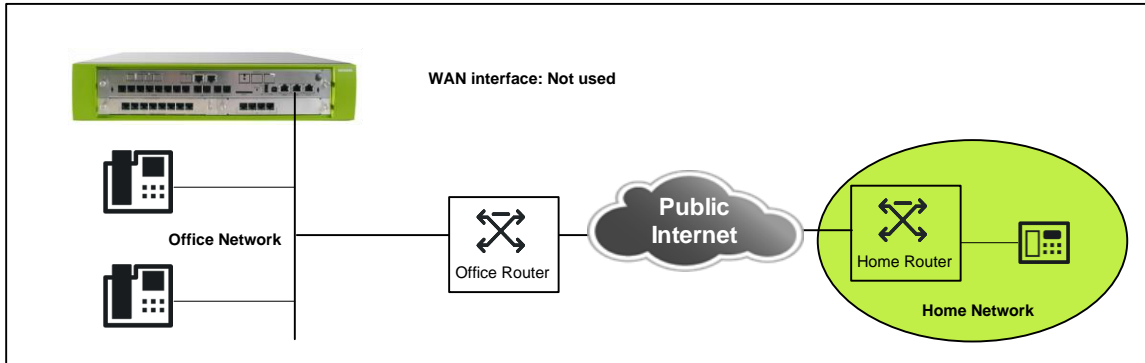 WAN interface: Not used
Public
Internet
Office Network
Office Router
Home Router
Home Network